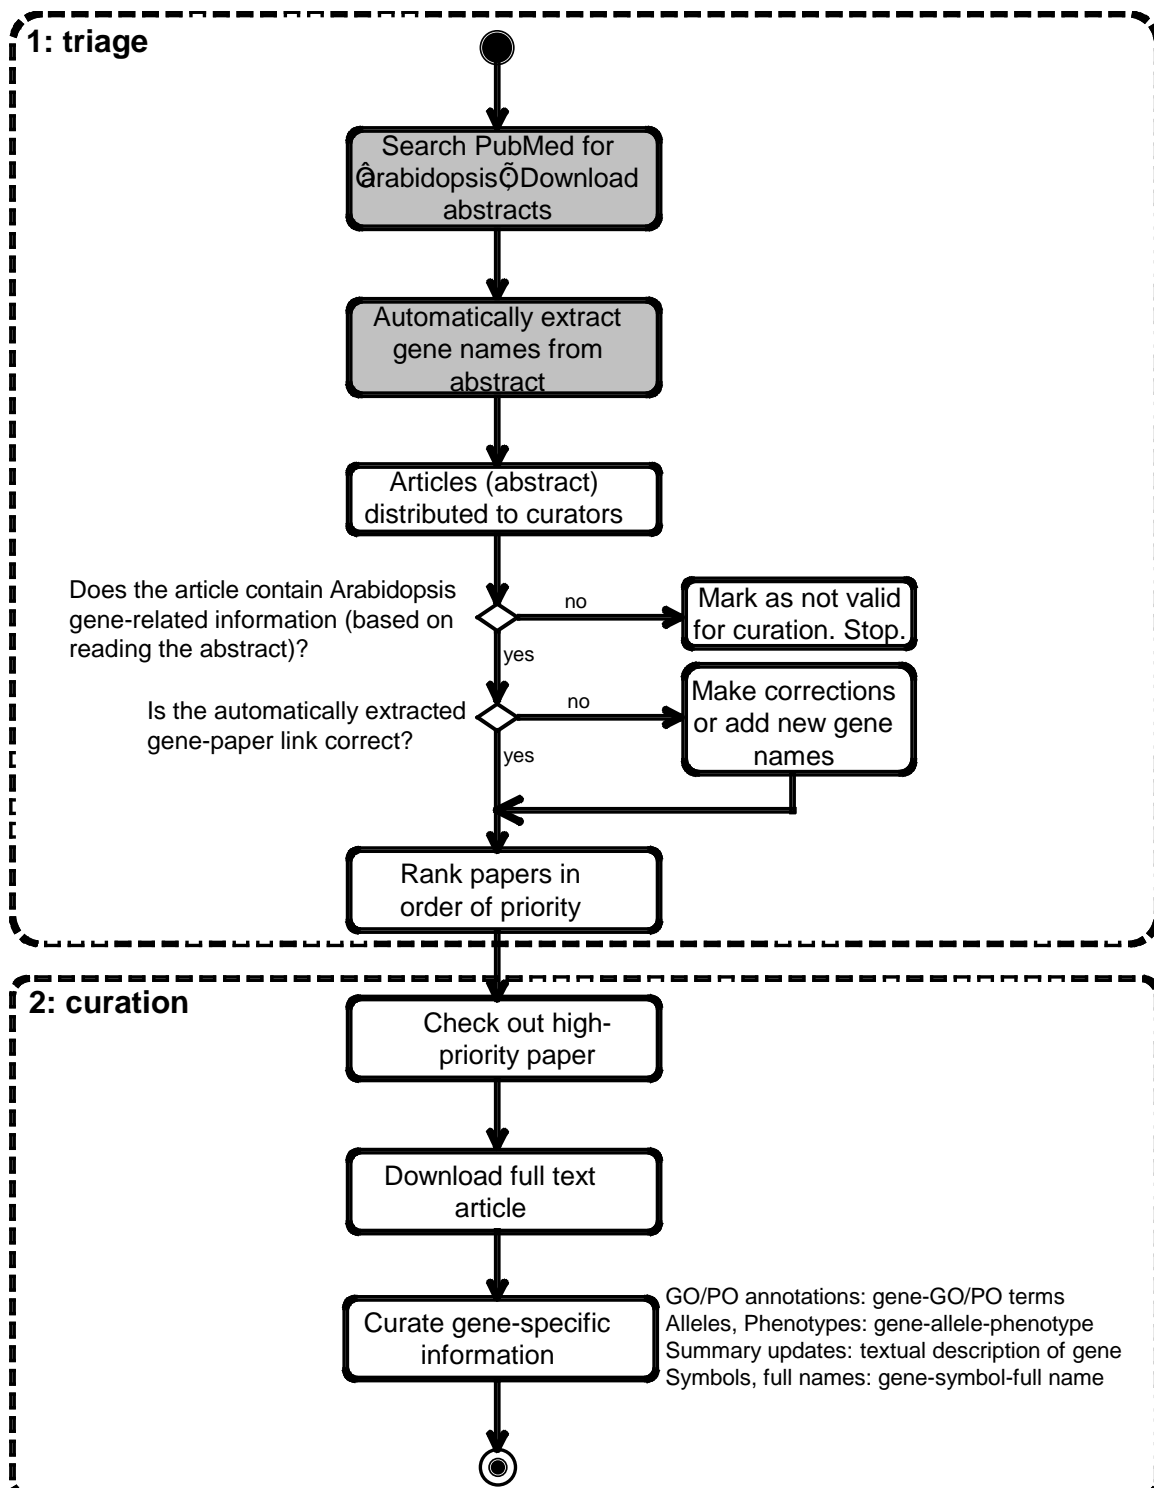 1: triage
Search PubMed for
ÔarabidopsisÕ; Download
abstracts
Automatically extract
gene names from
abstract
Articles (abstract)
distributed to curators
Does the article contain Arabidopsis
gene-related information (based on
reading the abstract)?
no
Mark as not valid
for curation. Stop.
yes
Is the automatically extracted
gene-paper link correct?
no
Make corrections
or add new gene
names
yes
Rank papers in
order of priority
2: curation
Check out high-
priority paper
Download full text
article
Curate gene-specific
information
GO/PO annotations: gene-GO/PO terms
Alleles, Phenotypes: gene-allele-phenotype
Summary updates: textual description of gene
Symbols, full names: gene-symbol-full name